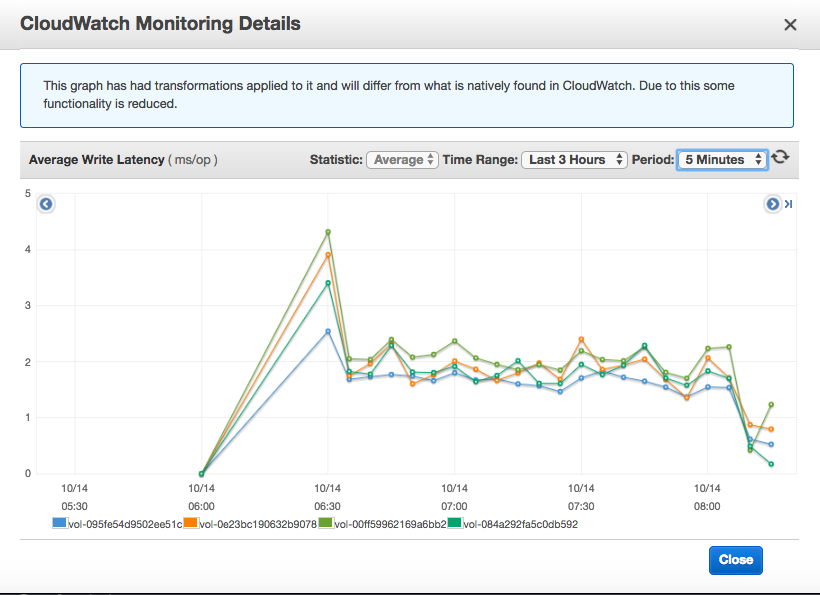 CloudWatch Monitoring Details
This graph has had transformations applied to it and will differ from what is natively found in CloudWatch. Due to this some
functionality is reduced.
Average Write Latency ( ms/op ) Statistic: Average Time Range: Last 3 Hours Period: 5 Minutes
5
4
3
2
1
0
10/14 10/14 10/14 10/14 10/14 10/14
05:30 06:00 06:30 07:00 07:30 08:00
vol-095fe54d9502ee51c vol-0e23bc190632b9078 vol-00ff59962169a6bb2 vol-084a292fa5c0db592
Close